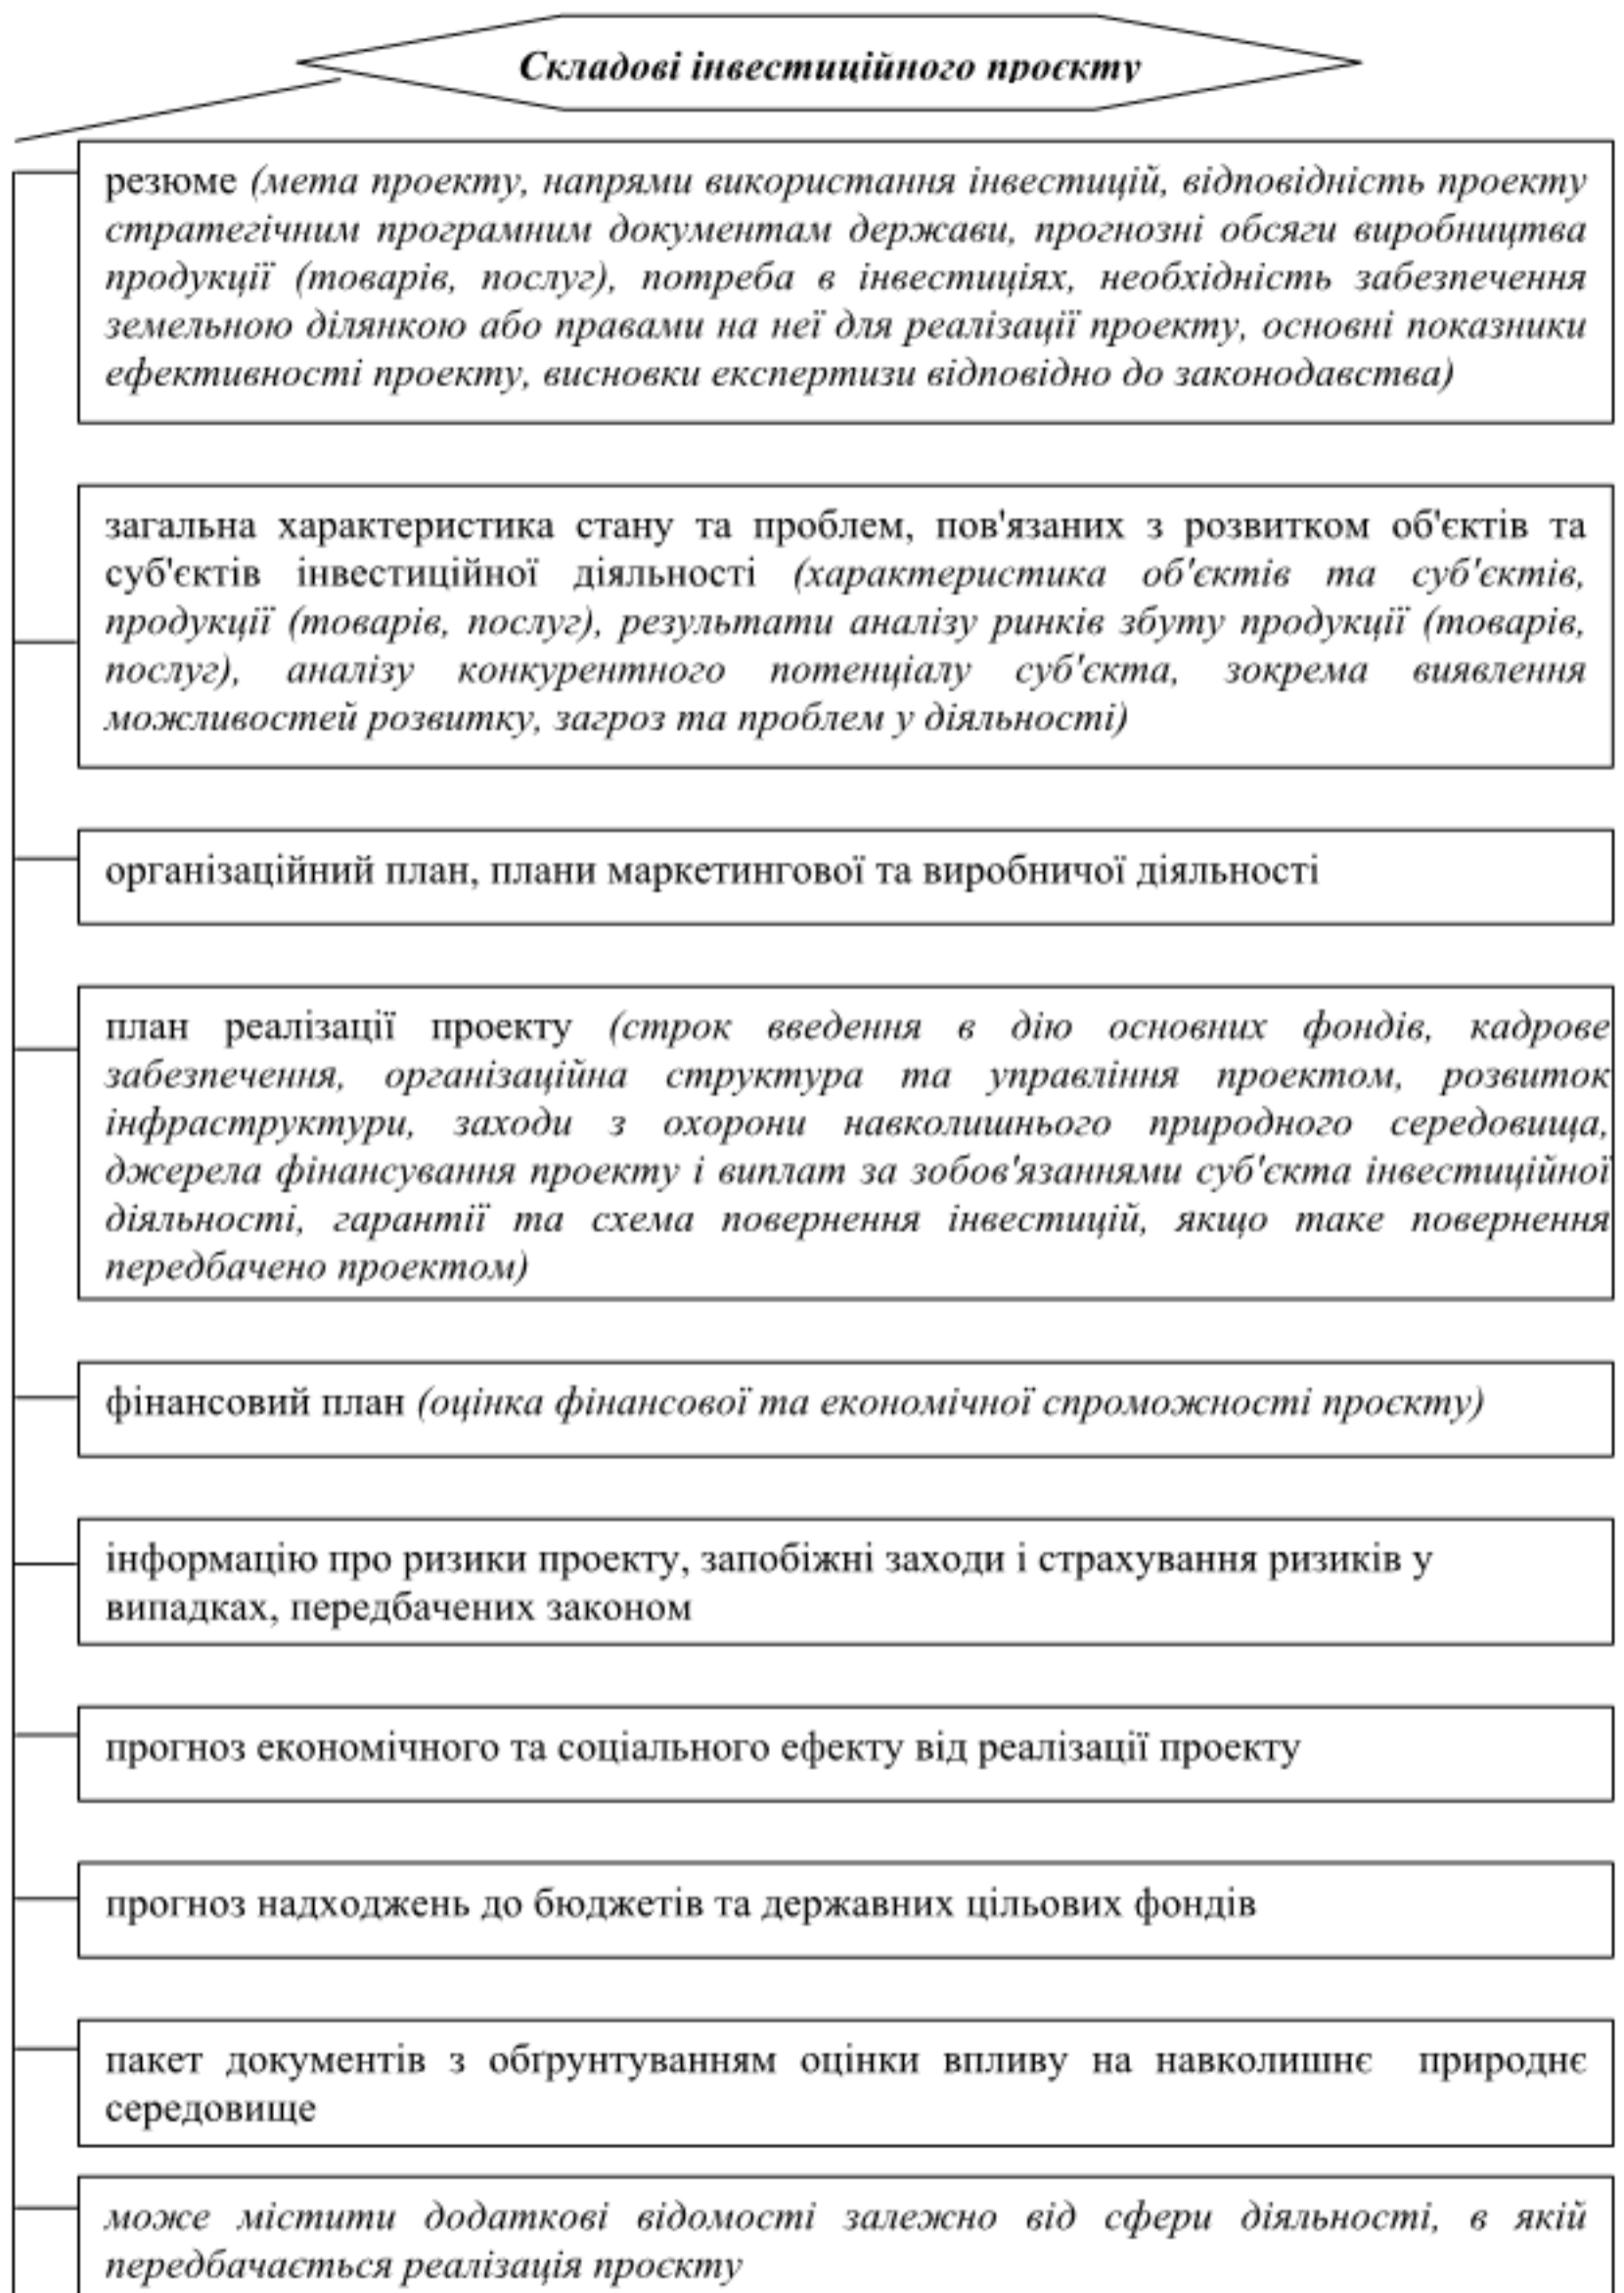 Складові інвестиційного проєкту
резюме (мета проекту, напрями використання інвестицій, відповідність проекту
стратегічним програмним документам держави, прогнозні обсяги виробництва
продукції (товарів, послуг), потреба в інвестиціях, необхідність забезпечення
земельною ділянкою або правами на неї для реалізації проекту, основні показники
ефективності проекту, висновки експертизи відповідно до законодавства)
загальна характеристика стану та проблем, пов'язаних з розвитком об'єктів та
суб'єктів інвестиційної діяльності (характеристика об'єктів та суб'єктів,
продукції (товарів, послуг), результати аналізу ринків збуту продукції (товарів,
послуг), аналізу конкурентного потенціалу суб'єкта, зокрема виявлення
можливостей розвитку, загроз та проблем у діяльності)
організаційний план, плани маркетингової та виробничої діяльності
план реалізації проекту (строк введення в дію основних фондів, кадрове
забезпечення, організаційна структура та управління проектом, розвиток
інфраструктури, заходи з охорони навколишнього природного середовища,
джерела фінансування проекту і виплат за зобов'язаннями суб'єкта інвестиційної
діяльності, гарантії та схема повернення інвестицій, якщо таке повернення
передбачено проектом)
фінансовий план (оцінка фінансової та економічної спроможності проєкту)
інформацію про ризики проекту, запобіжні заходи і страхування ризиків у
випадках, передбачених законом
прогноз економічного та соціального ефекту від реалізації проекту
прогноз надходжень до бюджетів та державних цільових фондів
пакет документів з обґрунтуванням оцінки впливу на навколишнє природнє
середовище
може містити додаткові відомості залежно від сфери діяльності, в якій
передбачається реалізація проєкту